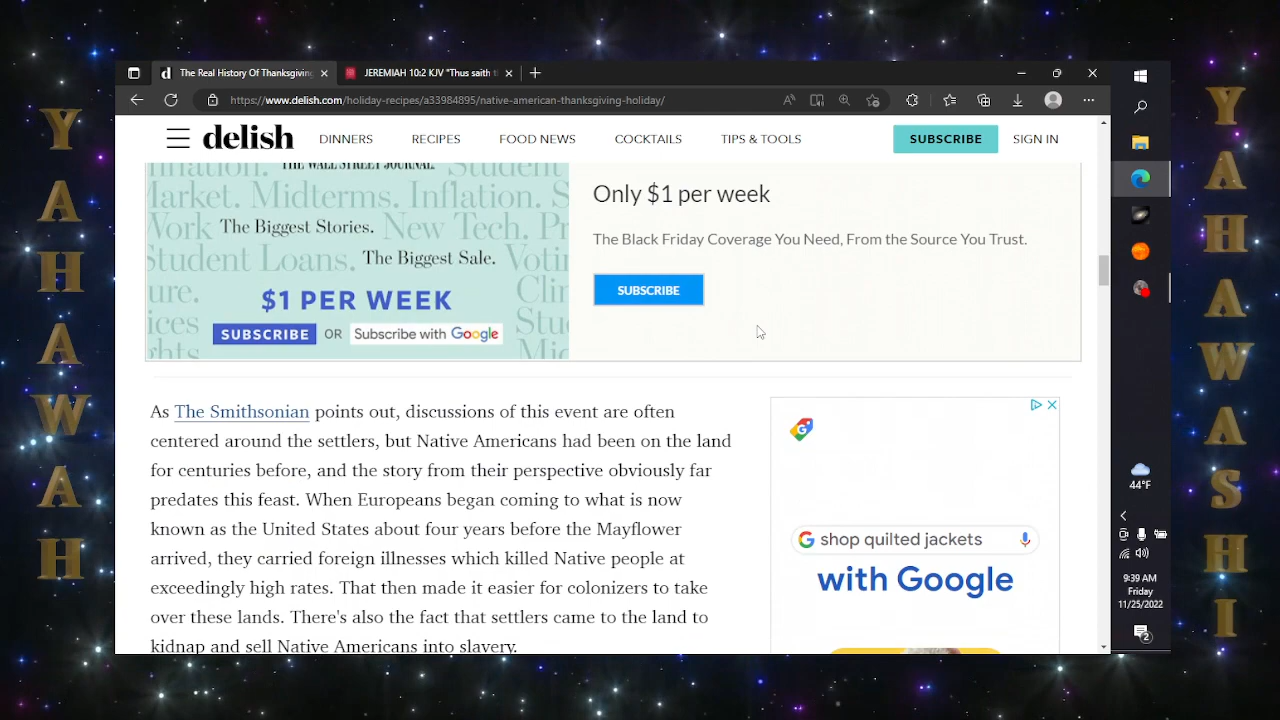 Y
A
H
A
W
A
H
The Real History Of Thanksgiving
JEREMIAH 10:2 KJV "Thus saith t
https://www.delish.com/holiday-recipes/a33984895/native-american-thanksgiving-holiday/
delish
DINNERS
RECIPES
FOOD NEWS
COCKTAILS
TIPS & TOOLS
SUBSCRIBE
SIGN IN
THE WALL STREET JOURNAL. Student
Market. Midterms. Inflation. S
Work The Biggest Stories. New Tech. Pr
Student Loans. The Biggest Sale. Voti
ure. $1 PER WEEK Cli
ices SUBSCRIBE OR Subscribe with Google Stu
Only $1 per week
The Black Friday Coverage You Need, From the Source You Trust.
SUBSCRIBE
As The Smithsonian points out, discussions of this event are often
centered around the settlers, but Native Americans had been on the land
for centuries before, and the story from their perspective obviously far
predates this feast. When Europeans began coming to what is now
known as the United States about four years before the Mayflower
arrived, they carried foreign illnesses which killed Native people at
exceedingly high rates. That then made it easier for colonizers to take
over these lands. There's also the fact that settlers came to the land to
kidnap and sell Native Americans into slavery.
G shop quilted jackets
with Google
44°F
9:39 AM
Friday
11/25/2022
2
Y
A
H
A
W
A
S
H
I